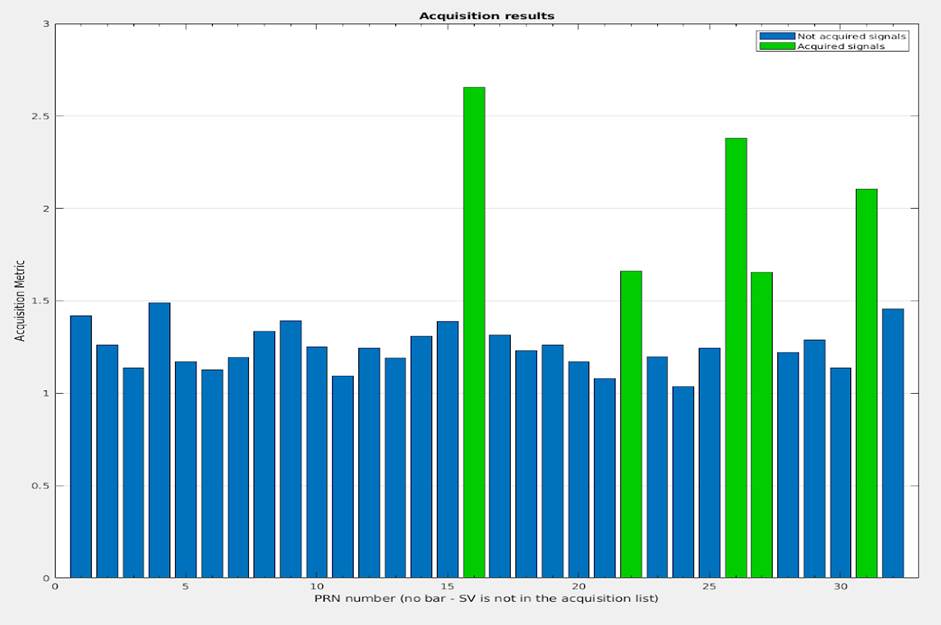 Acquisition results
Not acquired signals
Acquired signals
3
2.5
2
1.5
1
0.5
0
Acquisition Metric
0 5 10 15 20 25 30
PRN number (no bar - SV is not in the acquisition list)